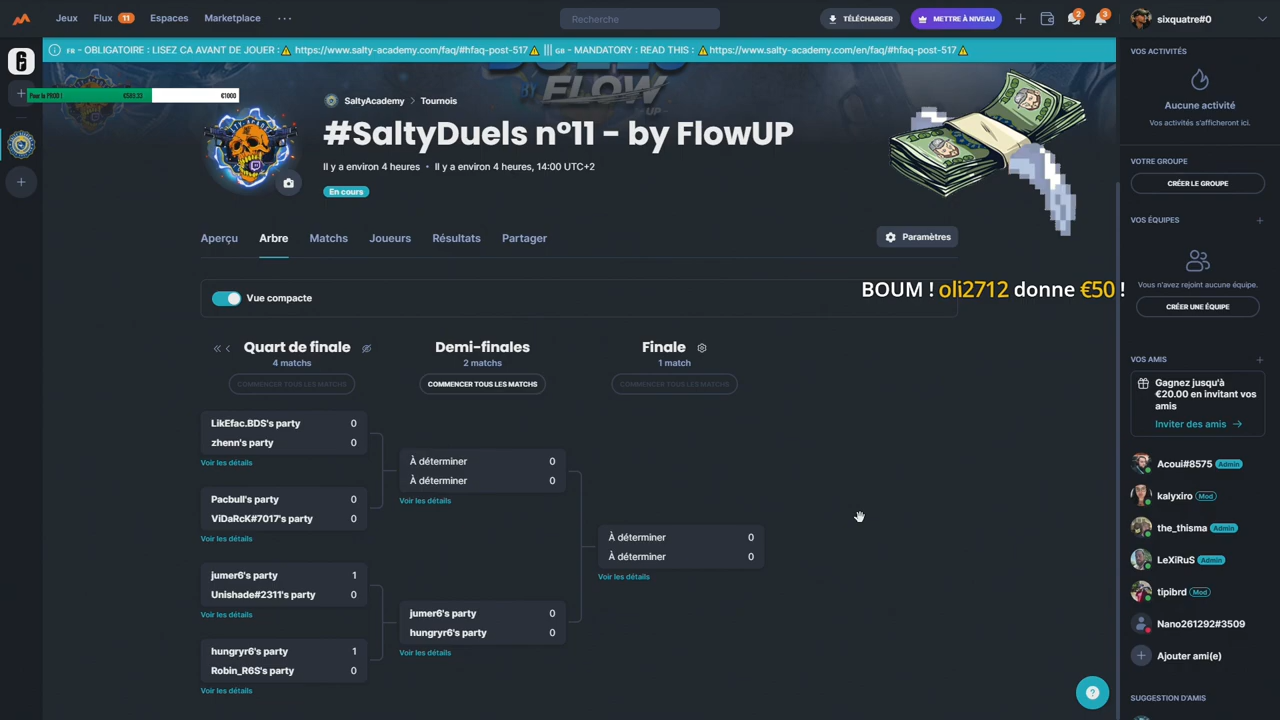 Jeux
Flux 11
Espaces
Marketplace
Recherche
TÉLÉCHARGER
METTRE À NIVEAU
2
3
sixquatre#0
FR - OBLIGATOIRE : LISEZ CA AVANT DE JOUER : https://www.salty-academy.com/faq/#hfaq-post-517 ||| GB - MANDATORY : READ THIS : https://www.salty-academy.com/en/faq/#hfaq-post-517
BY FLOW
Pour la PROD ! €589.33 €1000
SaltyAcademy > Tournois
#SaltyDuels n°11 - by FlowUP
Il y a environ 4 heures • Il y a environ 4 heures, 14:00 UTC+2
En cours
Aperçu
Arbre
Matchs
Joueurs
Résultats
Partager
Paramètres
Vue compacte
BOUM ! oli2712 donne €50 !
Quart de finale
4 matchs
COMMENCER TOUS LES MATCHS
LikEfac.BDS's party 0
zhenn's party 0
Voir les détails
Pacbull's party 0
ViDaRcK#7017's party 0
Voir les détails
jumer6's party 1
Unishade#2311's party 0
Voir les détails
hungryr6's party 1
Robin_R6S's party 0
Voir les détails
Demi-finales
2 matchs
COMMENCER TOUS LES MATCHS
À déterminer 0
À déterminer 0
Voir les détails
jumer6's party 0
hungryr6's party 0
Voir les détails
Finale
1 match
COMMENCER TOUS LES MATCHS
À déterminer 0
À déterminer 0
Voir les détails
VOS ACTIVITÉS
Aucune activité
Vos activités s'afficheront ici.
VOTRE GROUPE
CRÉER LE GROUPE
VOS ÉQUIPES
Vous n'avez rejoint aucune équipe.
CRÉER UNE ÉQUIPE
VOS AMIS
Gagnez jusqu'à
€20.00 en invitant vos
amis
Inviter des amis
Acoui#8575 Admin
kalyxiro Mod
the_thisma Admin
LeXiRuS Admin
tipibrd Mod
Nano261292#3509
Ajouter ami(e)
SUGGESTION D'AMIS